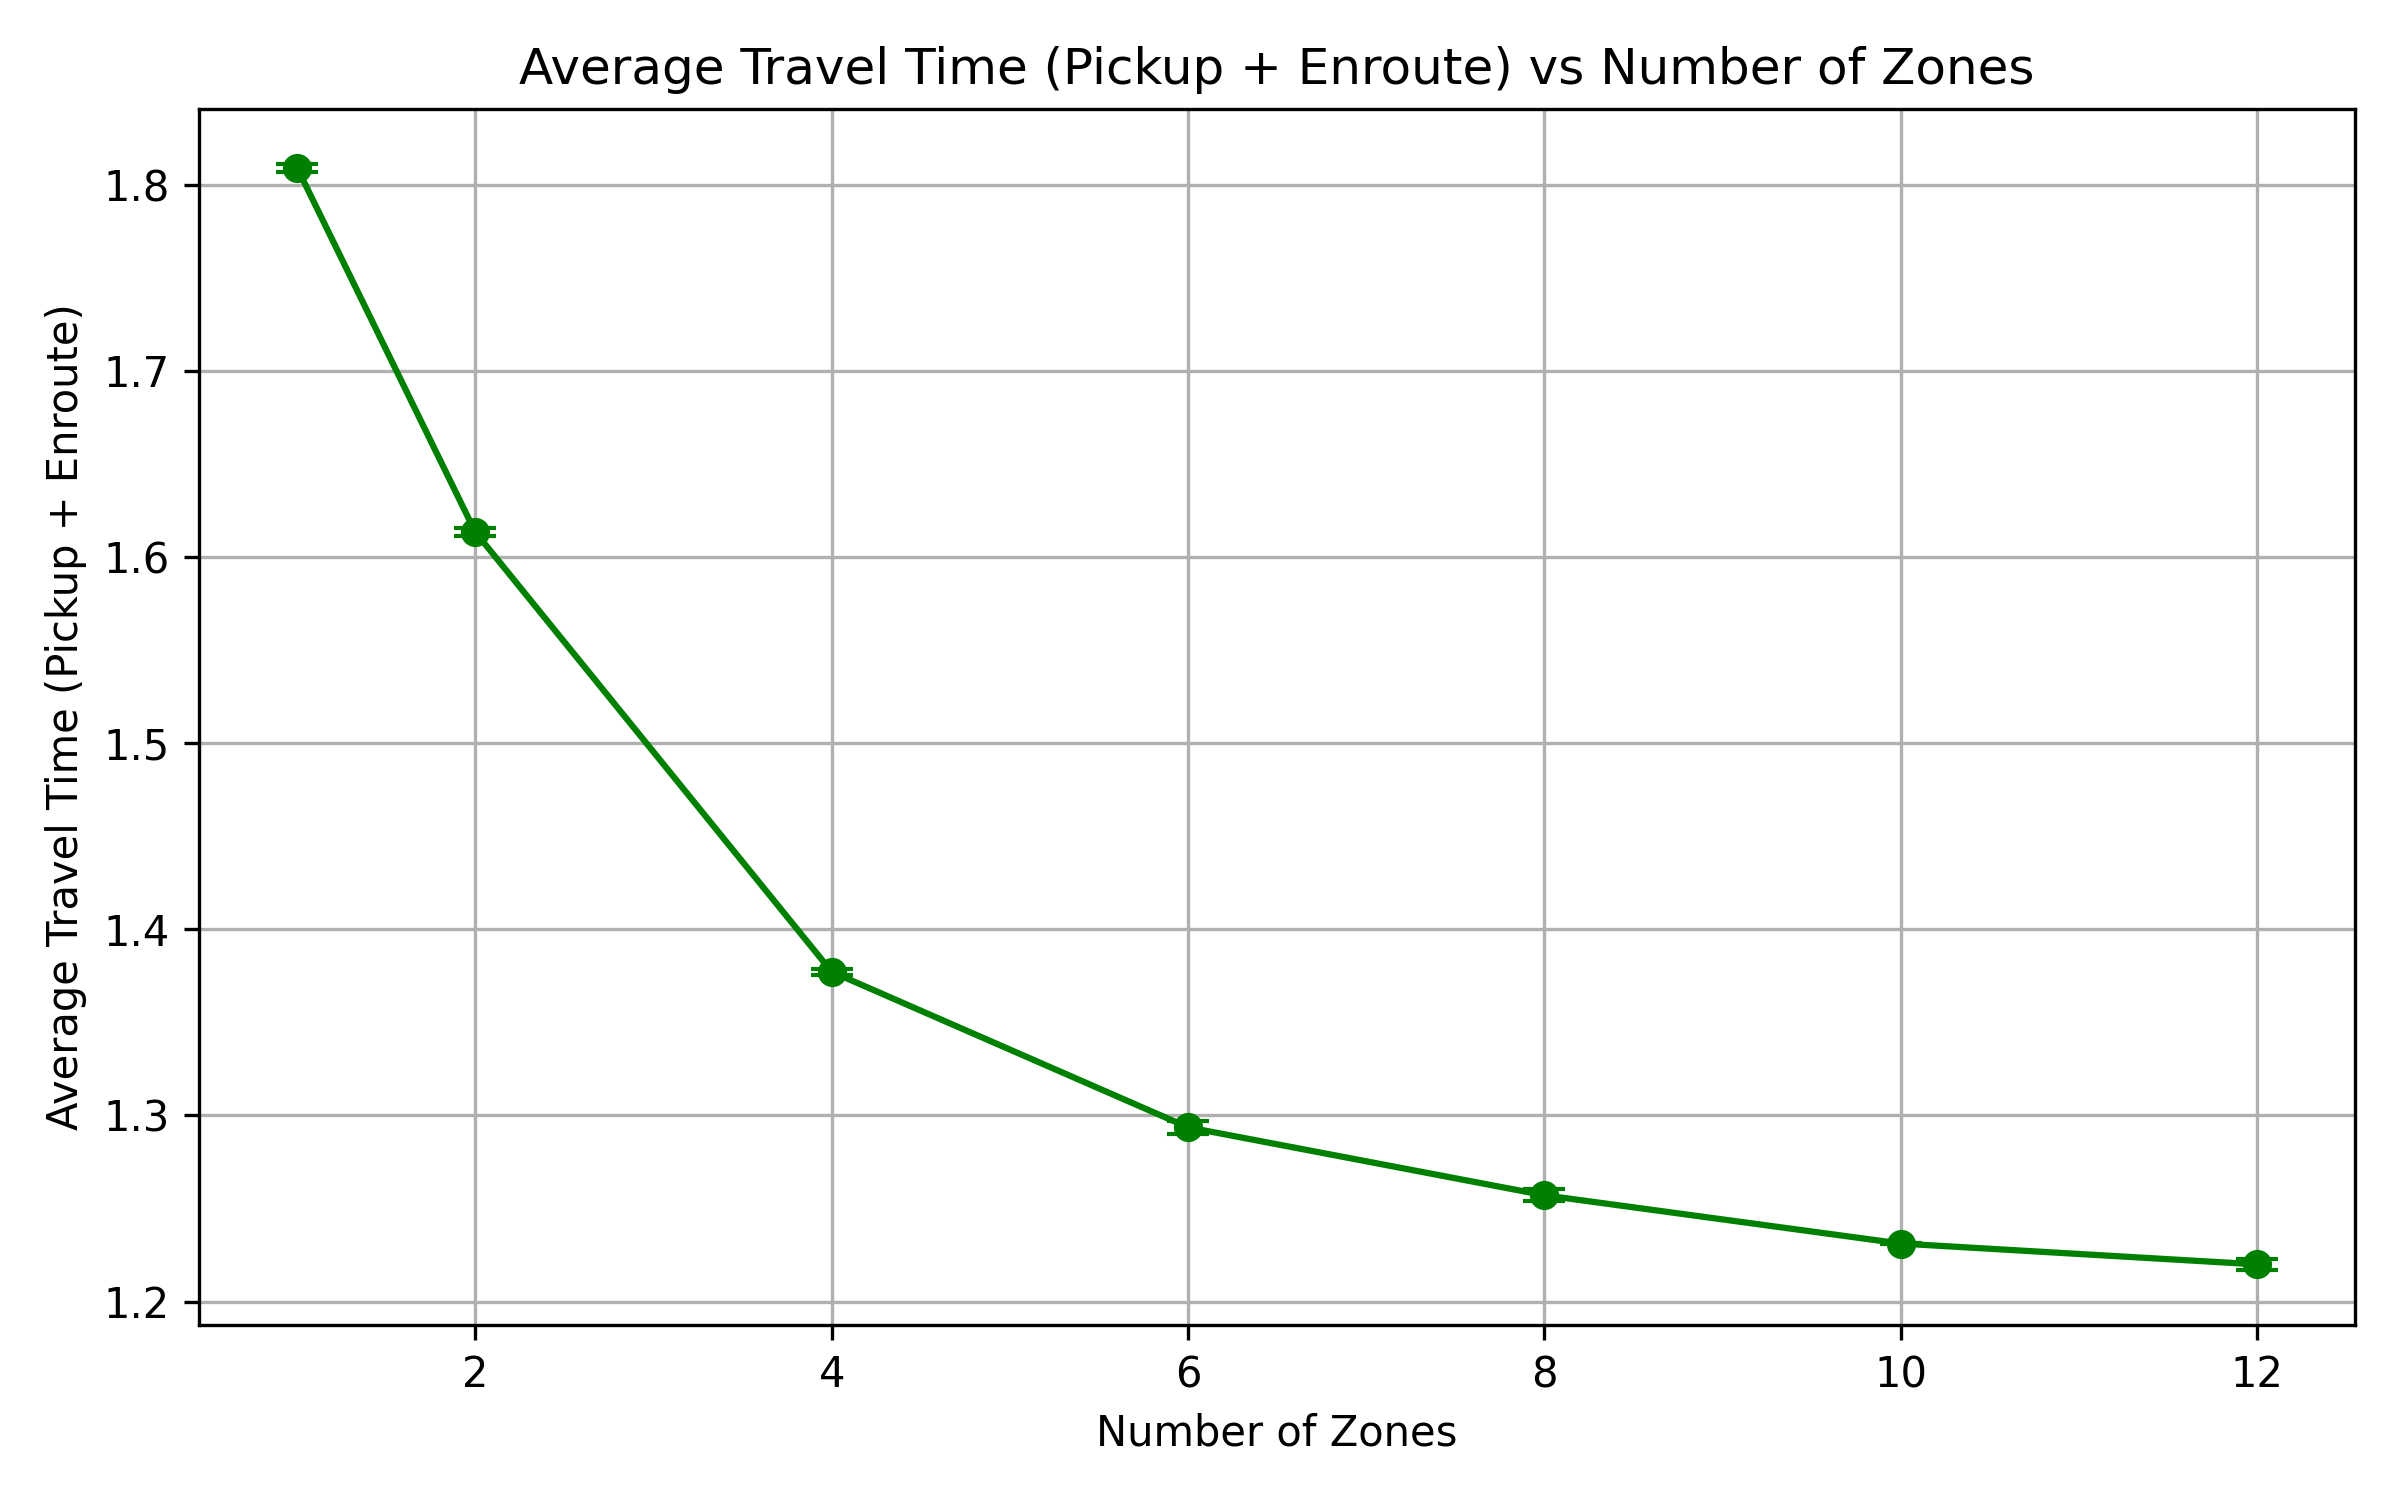 Average Travel Time (Pickup + Enroute) vs Number of Zones
Average Travel Time (Pickup + Enroute)
1.8
1.7
1.6
1.5
1.4
1.3
1.2
2 4 6 8 10 12
Number of Zones